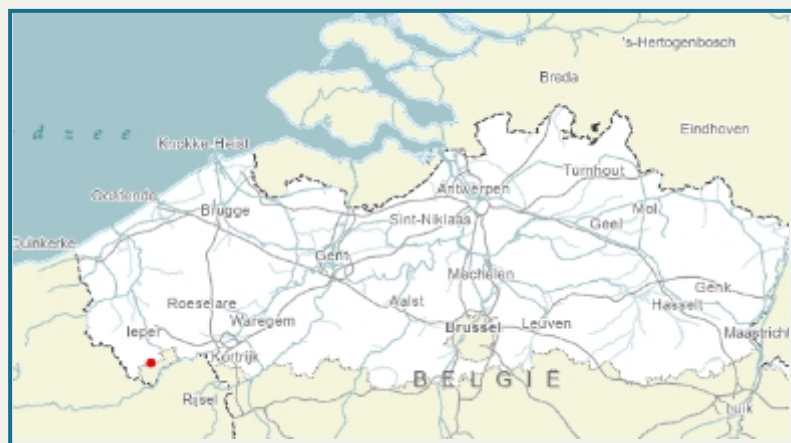 's-Hertogenbosch
Breda
dzee
Eindhoven
Knokke-Heist
Turnhout
Oostende
Antwerpen
Mol
Brugge
Sint-Niklaas
Geel
Duinkerke
Gent
Mechelen
Genk
Roeselare
Aalst
Hasselt
Ieper
Waregem
Brussel
Leuven
Maastricht
Kortrijk
BELGIË
Rijsel
Luik